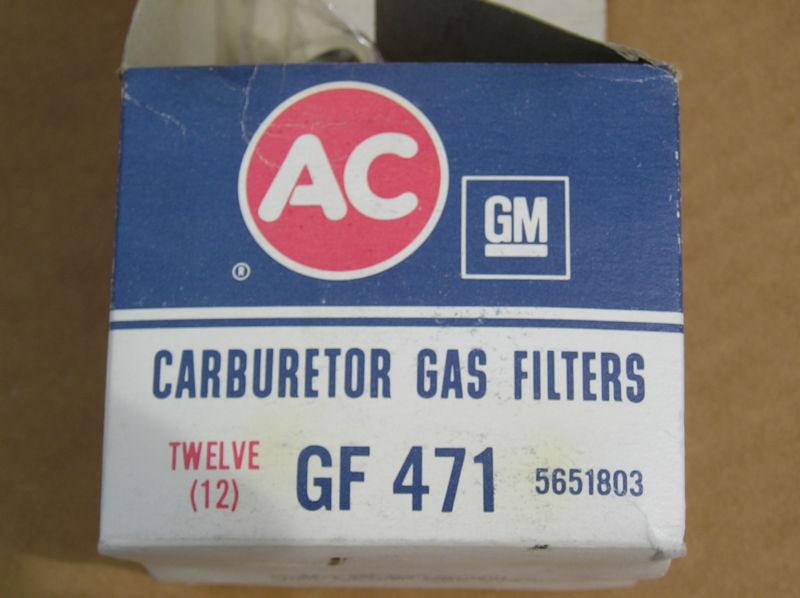 AC
GM
®
CARBURETOR GAS FILTERS
TWELVE
(12)
GF 471
5651803